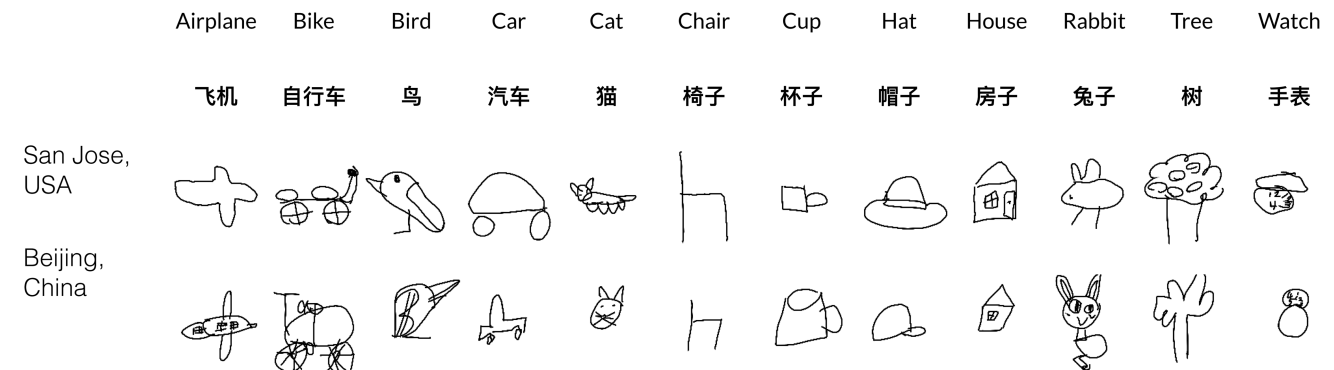 Airplane Bike Bird Car Cat Chair Cup Hat House Rabbit Tree Watch
飞机 自行车 鸟 汽车 猫 椅子 杯子 帽子 房子 兔子 树 手表
San Jose,
USA
Beijing,
China